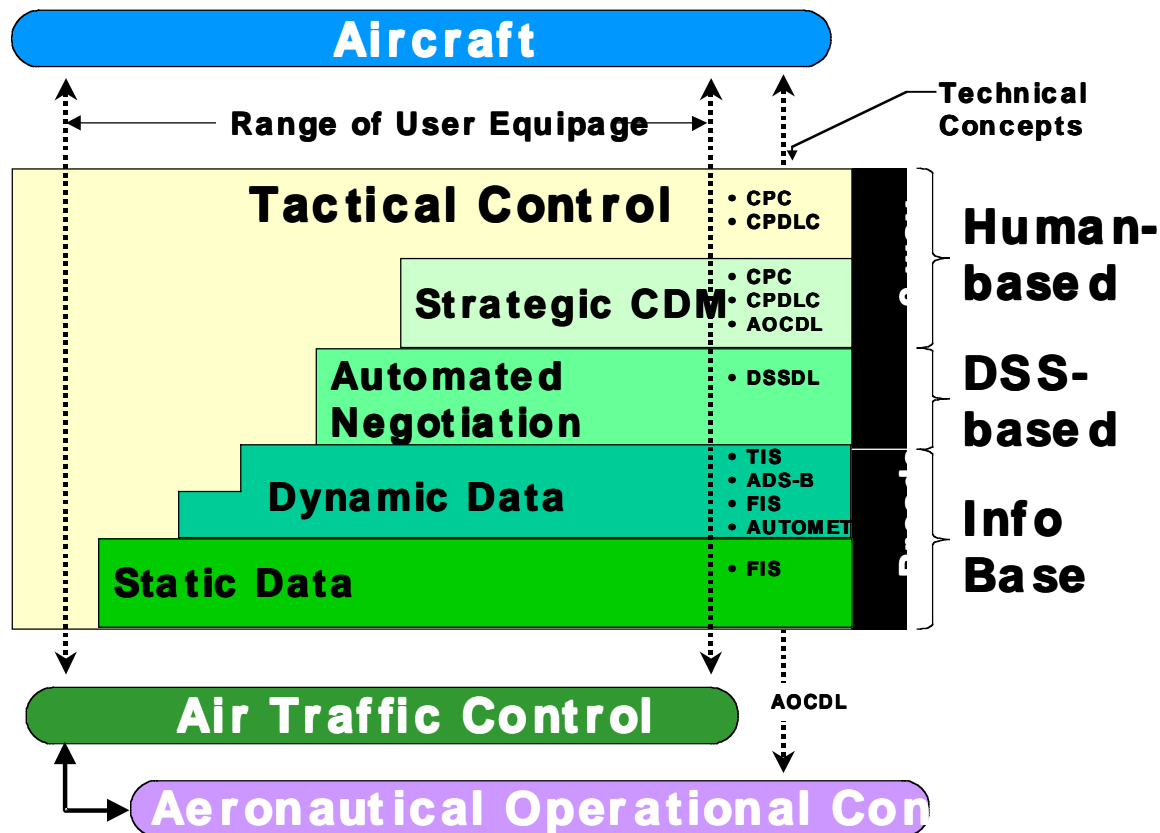 Aircraft
Technical
Concepts
Range of User Equipage
Tactical Control
• CPC
• CPDLC
Human-
based
Strategic CDM
• CPC
• CPDLC
• AOCDL
Automated
Negotiation
• DSSDL
DSS-
based
Dynamic Data
• TIS
• ADS-B
• FIS
• AUTOMET
Info
Base
Static Data
• FIS
Air Traffic Control
AOCDL
Aeronautical Operational Con